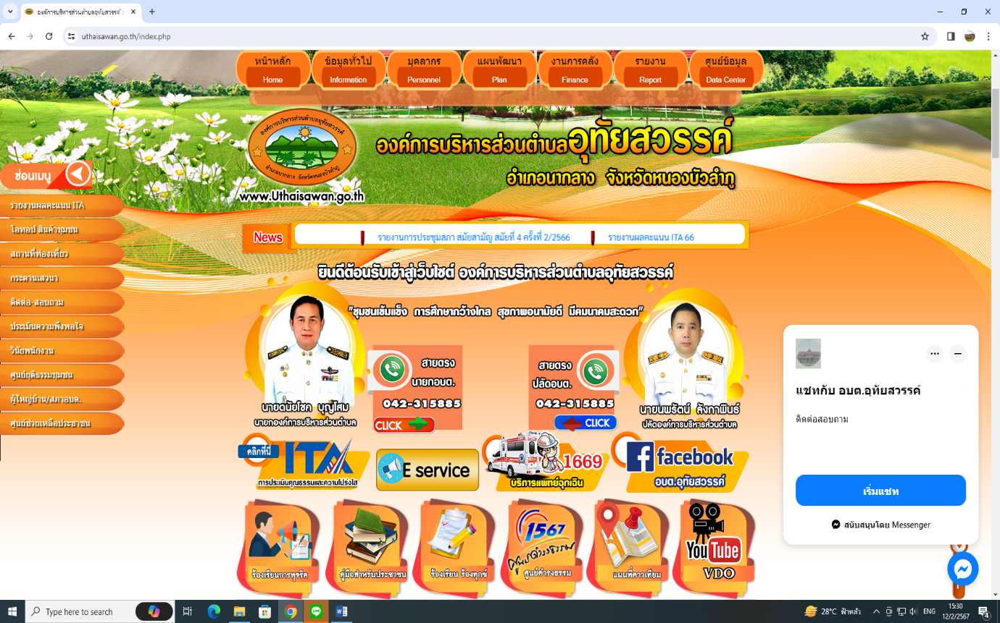 องค์การบริหารส่วนตำบลอุทัยสวรรค์ อ
uthaisawan.go.th/index.php
หน้าหลัก
Home
ข้อมูลทั่วไป
Information
บุคลากร
Personnel
แผนพัฒนา
Plan
งานการคลัง
Finance
รายงาน
Report
ศูนย์ข้อมูล
Data Center
องค์การบริหารส่วนตำบลอุทัยสวรรค์
อำเภอนากลาง จังหวัดหนองบัวลำภู
www.Uthaisawan.go.th
องค์การบริหารส่วนตำบลอุทัยสวรรค์
อำเภอนากลาง จังหวัดหนองบัวลำภู
ซ่อนเมนู
รายงานผลคะแนน ITA
โอทอป สินค้าชุมชน
สถานที่ท่องเที่ยว
กระดานเสวนา
ติดต่อ-สอบถาม
ประเมินความพึงพอใจ
วินัยพนักงาน
ศูนย์ยุติธรรมชุมชน
ผู้ใหญ่บ้าน/สภาอบต.
ศูนย์ช่วยเหลือประชาชน
News
รายงานการประชุมสภา สมัยสามัญ สมัยที่ 4 ครั้งที่ 2/2566
รายงานผลคะแนน ITA 66
ยินดีต้อนรับเข้าสู่เว็บไซต์ องค์การบริหารส่วนตำบลอุทัยสวรรค์
"ชุมชนเข้มแข็ง การศึกษากว้างไกล สุขภาพอนามัยดี มีคมนาคมสะดวก"
สายตรง
นายกอบต.
042-315885
CLICK
สายตรง
ปลัดอบต.
042-315885
CLICK
นายดนัยโชค บุญโสม
นายกองค์การบริหารส่วนตำบล
นายนพรัตน์ ลังกาพินธ์
ปลัดองค์การบริหารส่วนตำบล
คลิกที่นี่
ITA
การประเมินคุณธรรมและความโปร่งใส
E service
1669
บริการแพทย์ฉุกเฉิน
facebook
อบต.อุทัยสวรรค์
ร้องเรียนการทุจริต
คู่มือสำหรับประชาชน
ร้องเรียน ร้องทุกข์
1567
ศูนย์ดำรงธรรม
ศูนย์ดำรงธรรม
แผนที่ดาวเทียม
YouTube
VDO
แชทกับ อบต.อุทัยสวรรค์
ติดต่อสอบถาม
เริ่มแชท
สนับสนุนโดย Messenger
Type here to search
28°C ฟ้าหลัว
ENG
15:30
12/2/2567
4